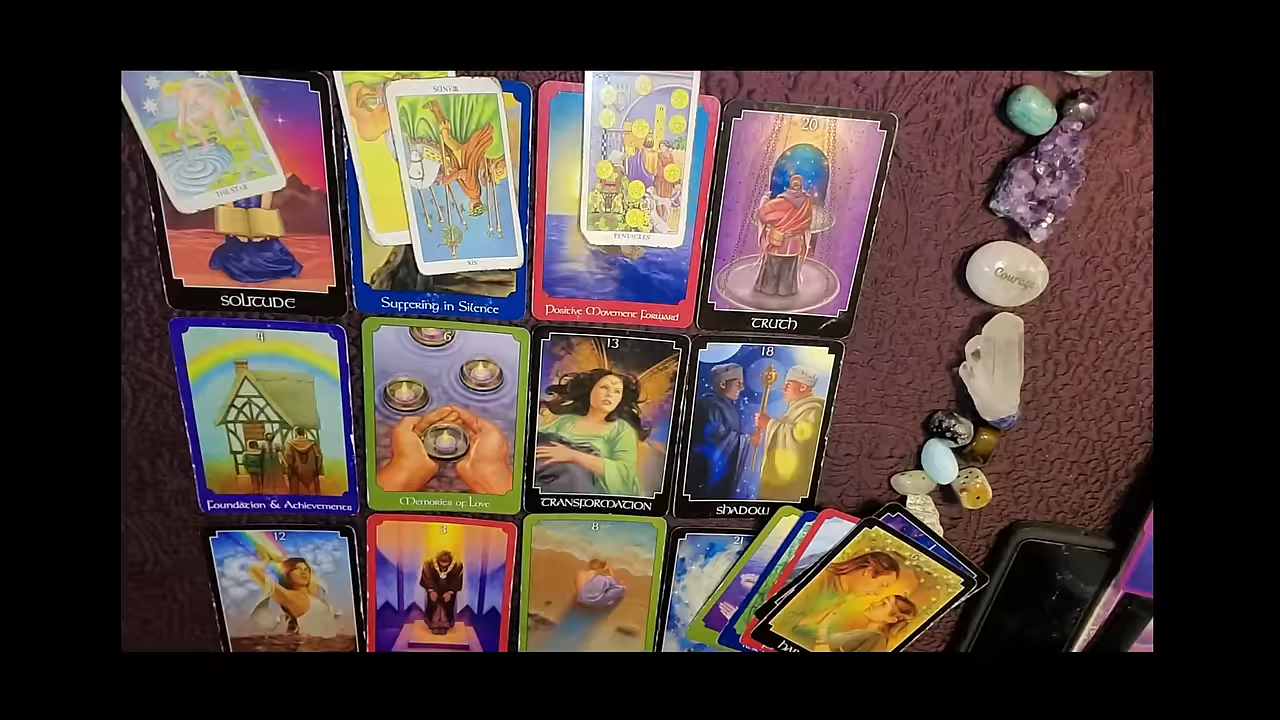 THE STAR
SOLITUDE
WANDS
XIS
Suffering in Silence
PENTACLES
Positive Movement Forward
20
TRUTH
Courage
4
Foundation & Achievements
6
Memories of Love
13
TRANSFORMATION
18
SHADOW
12
3
8
21